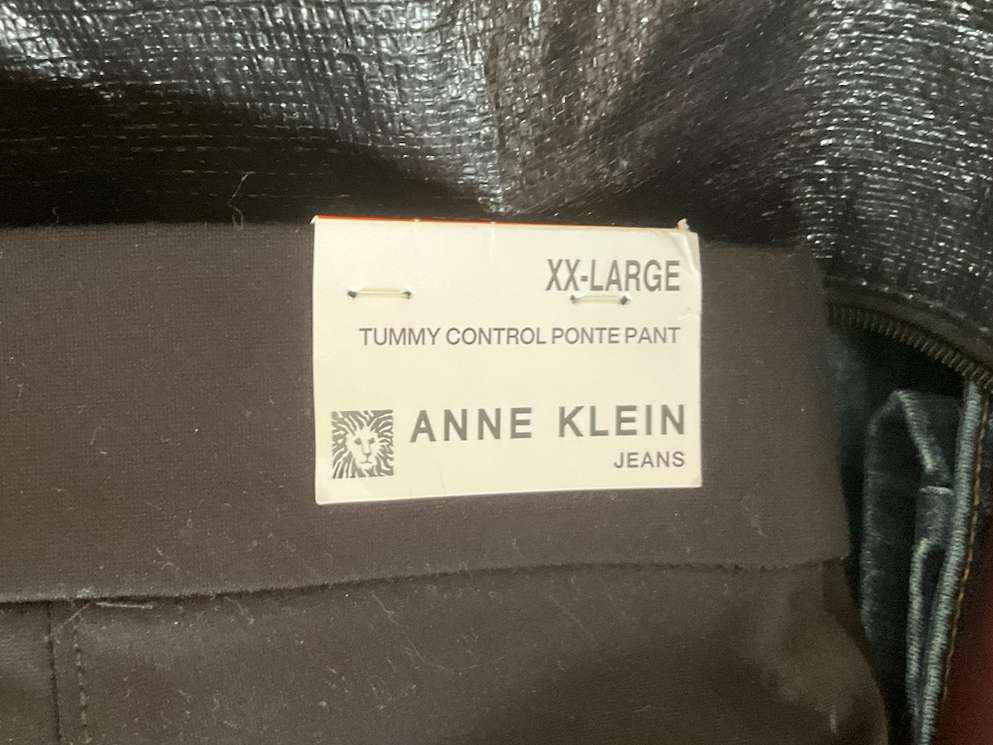 XX-LARGE
TUMMY CONTROL PONTE PANT
ANNE KLEIN
JEANS